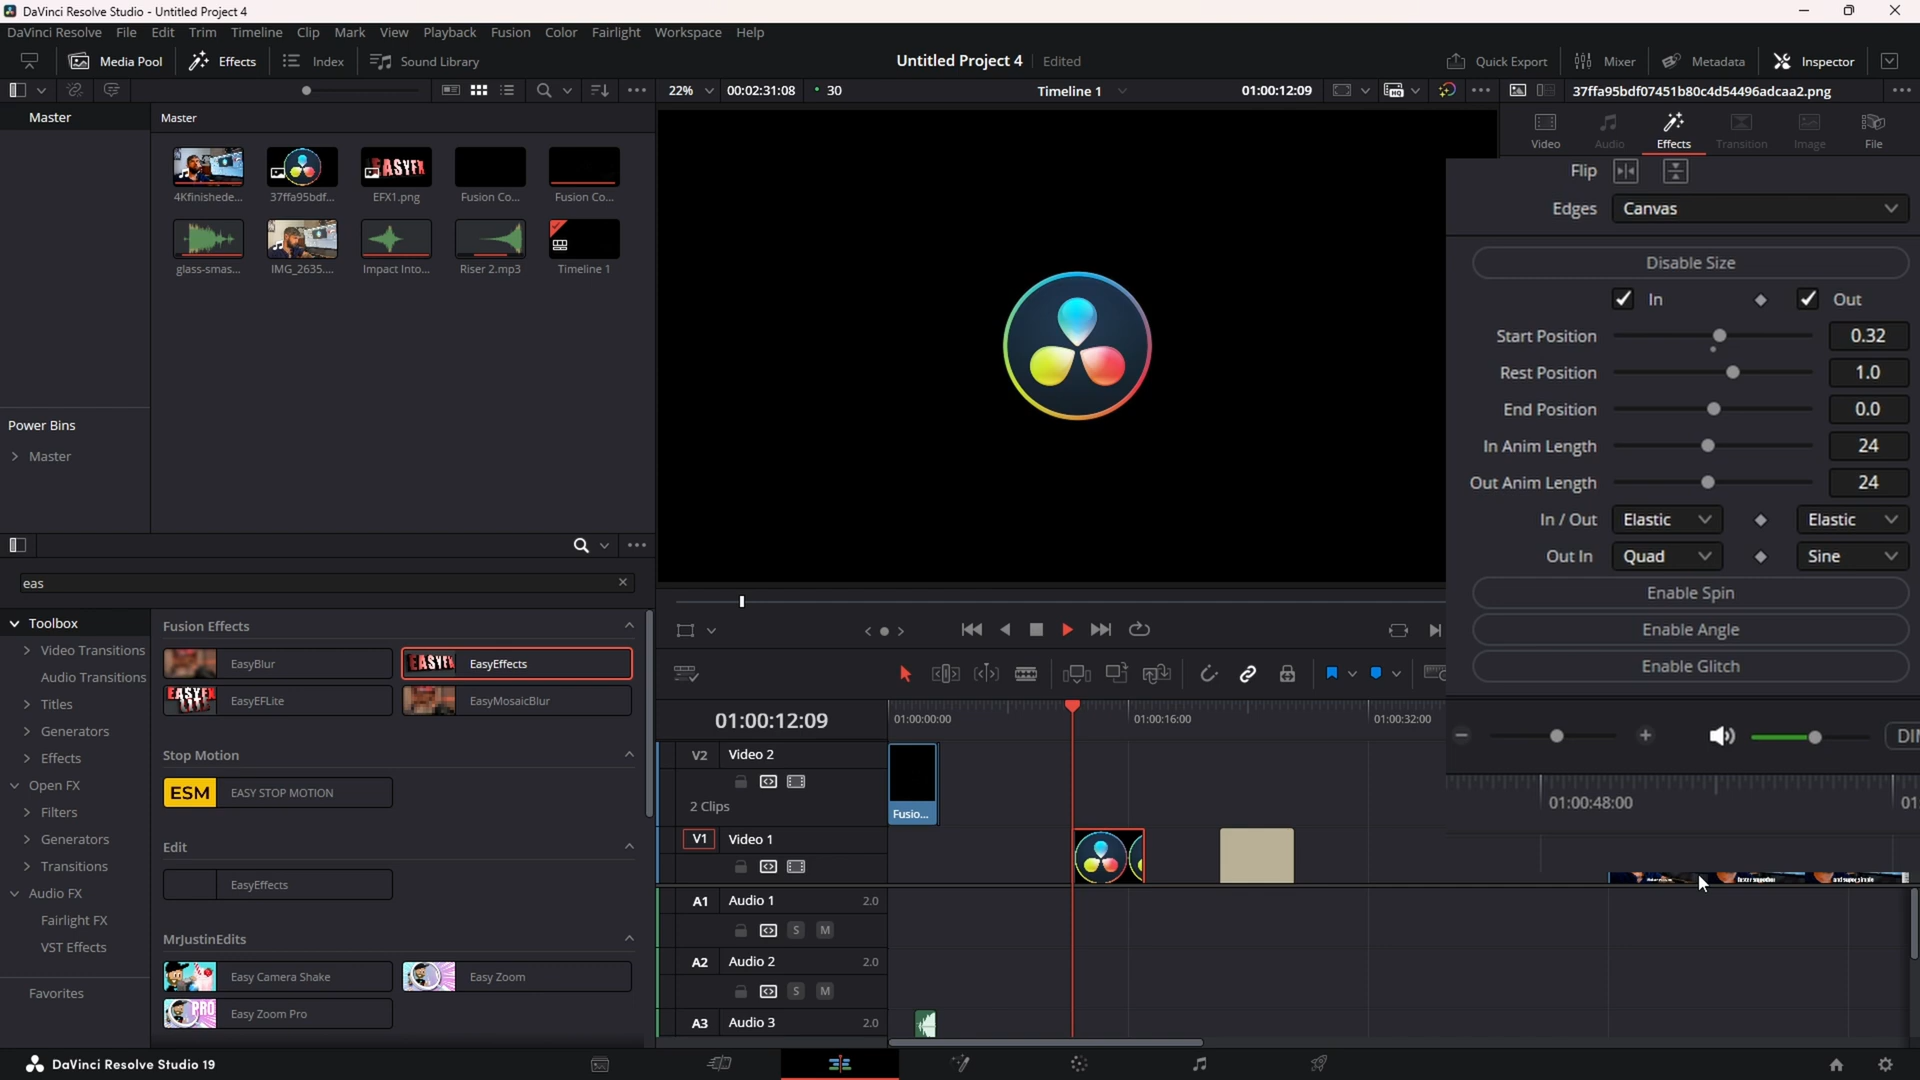 DaVinci Resolve Studio - Untitled Project 4
DaVinci Resolve File Edit Trim Timeline Clip Mark View Playback Fusion Color Fairlight Workspace Help
Media Pool Effects Index Sound Library
Untitled Project 4 Edited
Quick Export Mixer Metadata Inspector
22% 00:02:31:08 30 Timeline 1 01:00:12:09
37ffa95bdf07451b80c4d54496adcaa2.png
Master
Master
4Kfinishede...
37ffa95bdf...
EASYFX
EFX1.png
Fusion Co...
Fusion Co...
glass-smas...
IMG_2635....
Impact Into...
Riser 2.mp3
Timeline 1
Power Bins
Master
eas
Toolbox
Video Transitions
Audio Transitions
Titles
Generators
Effects
Open FX
Filters
Generators
Transitions
Audio FX
Fairlight FX
VST Effects
Favorites
Fusion Effects
EasyBlur
EasyEffects
EasyEFLite
EasyMosaicBlur
Stop Motion
ESM EASY STOP MOTION
Edit
EasyEffects
MrJustinEdits
Easy Camera Shake
Easy Zoom
PRO Easy Zoom Pro
Video Audio Effects Transition Image File
Flip
Edges Canvas
Disable Size
In Out
Start Position 0.32
Rest Position 1.0
End Position 0.0
In Anim Length 24
Out Anim Length 24
In / Out Elastic Elastic
Out In Quad Sine
Enable Spin
Enable Angle
Enable Glitch
01:00:12:09
01:00:00:00 01:00:16:00 01:00:32:00
01:00:48:00
V2 Video 2
2 Clips
Fusio...
V1 Video 1
A1 Audio 1 2.0
S M
A2 Audio 2 2.0
S M
A3 Audio 3 2.0
DaVinci Resolve Studio 19